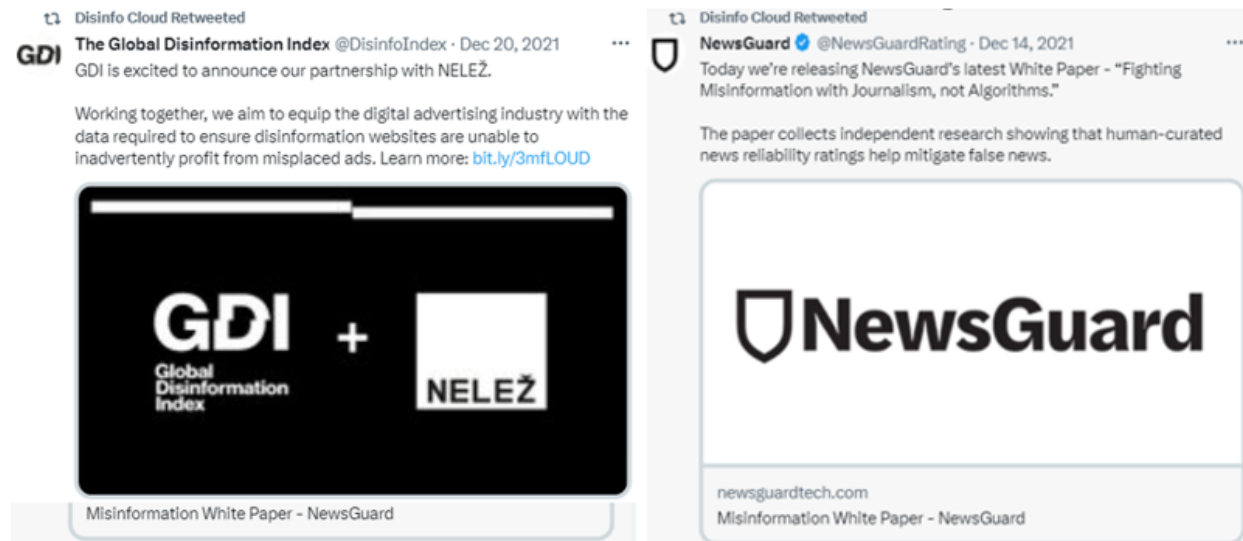 Disinfo Cloud Retweeted
GDI
The Global Disinformation Index @DisinfoIndex · Dec 20, 2021 ...
GDI is excited to announce our partnership with NELEŽ.
Working together, we aim to equip the digital advertising industry with the
data required to ensure disinformation websites are unable to
inadvertently profit from misplaced ads. Learn more: bit.ly/3mfLOUD
GDI
Global
Disinformation
Index
+
NELEŽ
Misinformation White Paper – NewsGuard
Disinfo Cloud Retweeted
NewsGuard @NewsGuardRating · Dec 14, 2021 ...
Today we're releasing NewsGuard's latest White Paper – "Fighting
Misinformation with Journalism, not Algorithms."
The paper collects independent research showing that human-curated
news reliability ratings help mitigate false news.
NewsGuard
newsguardtech.com
Misinformation White Paper – NewsGuard